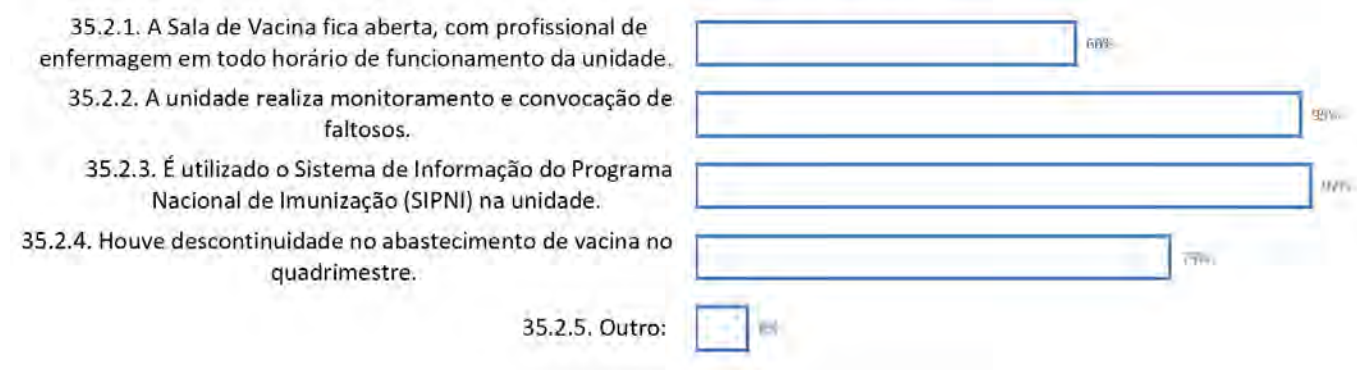 35.2.1. A Sala de Vacina fica aberta, com profissional de
enfermagem em todo horário de funcionamento da unidade.
35.2.2. A unidade realiza monitoramento e convocação de
faltosos.
35.2.3. É utilizado o Sistema de Informação do Programa
Nacional de Imunização (SIPNI) na unidade.
35.2.4. Houve descontinuidade no abastecimento de vacina no
quadrimestre.
35.2.5. Outro: